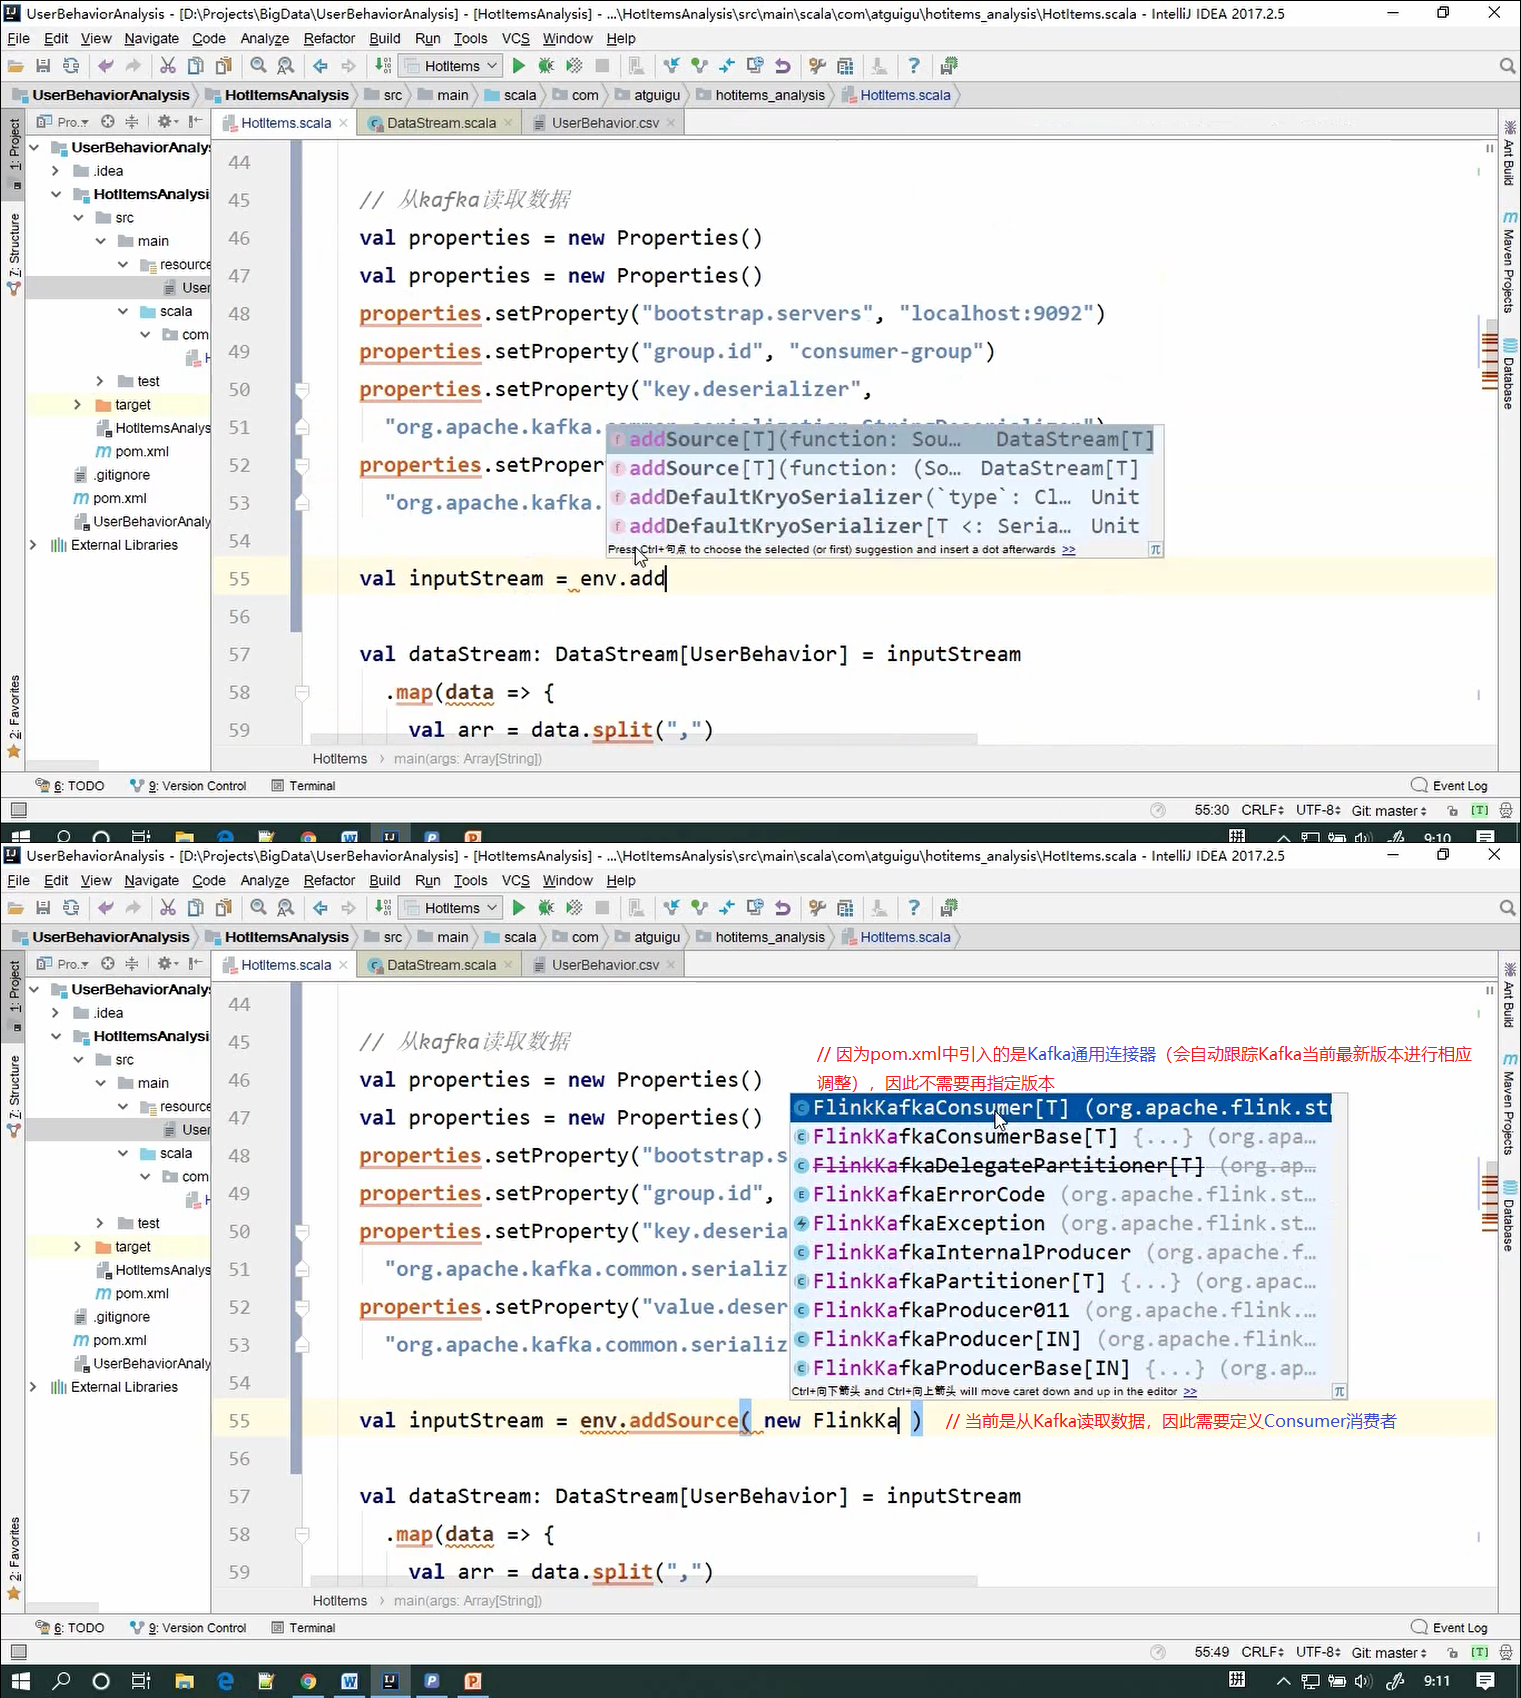 UserBehaviorAnalysis - [D:\Projects\BigData\UserBehaviorAnalysis] - [HotItemsAnalysis] - ...\HotItemsAnalysis\src\main\scala\com\atguigu\hotitems_analysis\HotItems.scala - IntelliJ IDEA 2017.2.5
File Edit View Navigate Code Analyze Refactor Build Run Tools VCS Window Help
HotItems
UserBehaviorAnalysis HotItemsAnalysis src main scala com atguigu hotitems_analysis HotItems.scala
Pro.. HotItems.scala DataStream.scala UserBehavior.csv
1: Project
7: Structure
2: Favorites
UserBehaviorAnaly
.idea
HotItemsAnalysi
src
main
resource
User
scala
com
H
test
target
HotItemsAnalys
pom.xml
.gitignore
pom.xml
UserBehaviorAnaly
External Libraries
44
45 // 从kafka读取数据
46 val properties = new Properties()
47 val properties = new Properties()
48 properties.setProperty("bootstrap.servers", "localhost:9092")
49 properties.setProperty("group.id", "consumer-group")
50 properties.setProperty("key.deserializer",
51 "org.apache.kafka.common.serialization.StringDeserializer")
52 properties.setProper
53 "org.apache.kafka.
54
55 val inputStream = env.add
56
57 val dataStream: DataStream[UserBehavior] = inputStream
58 .map(data => {
59 val arr = data.split(",")
addSource[T](function: Sou... DataStream[T]
addSource[T](function: (So... DataStream[T]
addDefaultKryoSerializer(`type`: Cl... Unit
addDefaultKryoSerializer[T <: Seria... Unit
Press Ctrl+句点 to choose the selected (or first) suggestion and insert a dot afterwards >>
π
HotItems main(args: Array[String])
Ant Build
Maven Projects
Database
6: TODO 9: Version Control Terminal Event Log
55:30 CRLF UTF-8 Git: master [T]
9:10
UserBehaviorAnalysis - [D:\Projects\BigData\UserBehaviorAnalysis] - [HotItemsAnalysis] - ...\HotItemsAnalysis\src\main\scala\com\atguigu\hotitems_analysis\HotItems.scala - IntelliJ IDEA 2017.2.5
File Edit View Navigate Code Analyze Refactor Build Run Tools VCS Window Help
HotItems
UserBehaviorAnalysis HotItemsAnalysis src main scala com atguigu hotitems_analysis HotItems.scala
Pro.. HotItems.scala DataStream.scala UserBehavior.csv
1: Project
7: Structure
2: Favorites
UserBehaviorAnaly
.idea
HotItemsAnalysi
src
main
resource
User
scala
com
H
test
target
HotItemsAnalys
pom.xml
.gitignore
pom.xml
UserBehaviorAnaly
External Libraries
44
45 // 从kafka读取数据
// 因为pom.xml中引入的是Kafka通用连接器（会自动跟踪Kafka当前最新版本进行相应
调整），因此不需要再指定版本
46 val properties = new Properties()
47 val properties = new Properties()
48 properties.setProperty("bootstrap.s
49 properties.setProperty("group.id",
50 properties.setProperty("key.deseria
51 "org.apache.kafka.common.serializ
52 properties.setProperty("value.deser
53 "org.apache.kafka.common.serializ
54
55 val inputStream = env.addSource( new FlinkKa ) // 当前是从Kafka读取数据，因此需要定义Consumer消费者
56
57 val dataStream: DataStream[UserBehavior] = inputStream
58 .map(data => {
59 val arr = data.split(",")
FlinkKafkaConsumer[T] (org.apache.flink.st
FlinkKafkaConsumerBase[T] {...} (org.apa...
FlinkKafkaDelegatePartitioner[T] (org.ap...
FlinkKafkaErrorCode (org.apache.flink.st...
FlinkKafkaException (org.apache.flink.st...
FlinkKafkaInternalProducer (org.apache.f...
FlinkKafkaPartitioner[T] {...} (org.apac...
FlinkKafkaProducer011 (org.apache.flink....
FlinkKafkaProducer[IN] (org.apache.flink...
FlinkKafkaProducerBase[IN] {...} (org.ap...
Ctrl+向下箭头 and Ctrl+向上箭头 will move caret down and up in the editor >>
π
HotItems main(args: Array[String])
Ant Build
Maven Projects
Database
6: TODO 9: Version Control Terminal Event Log
55:49 CRLF UTF-8 Git: master [T]
9:11